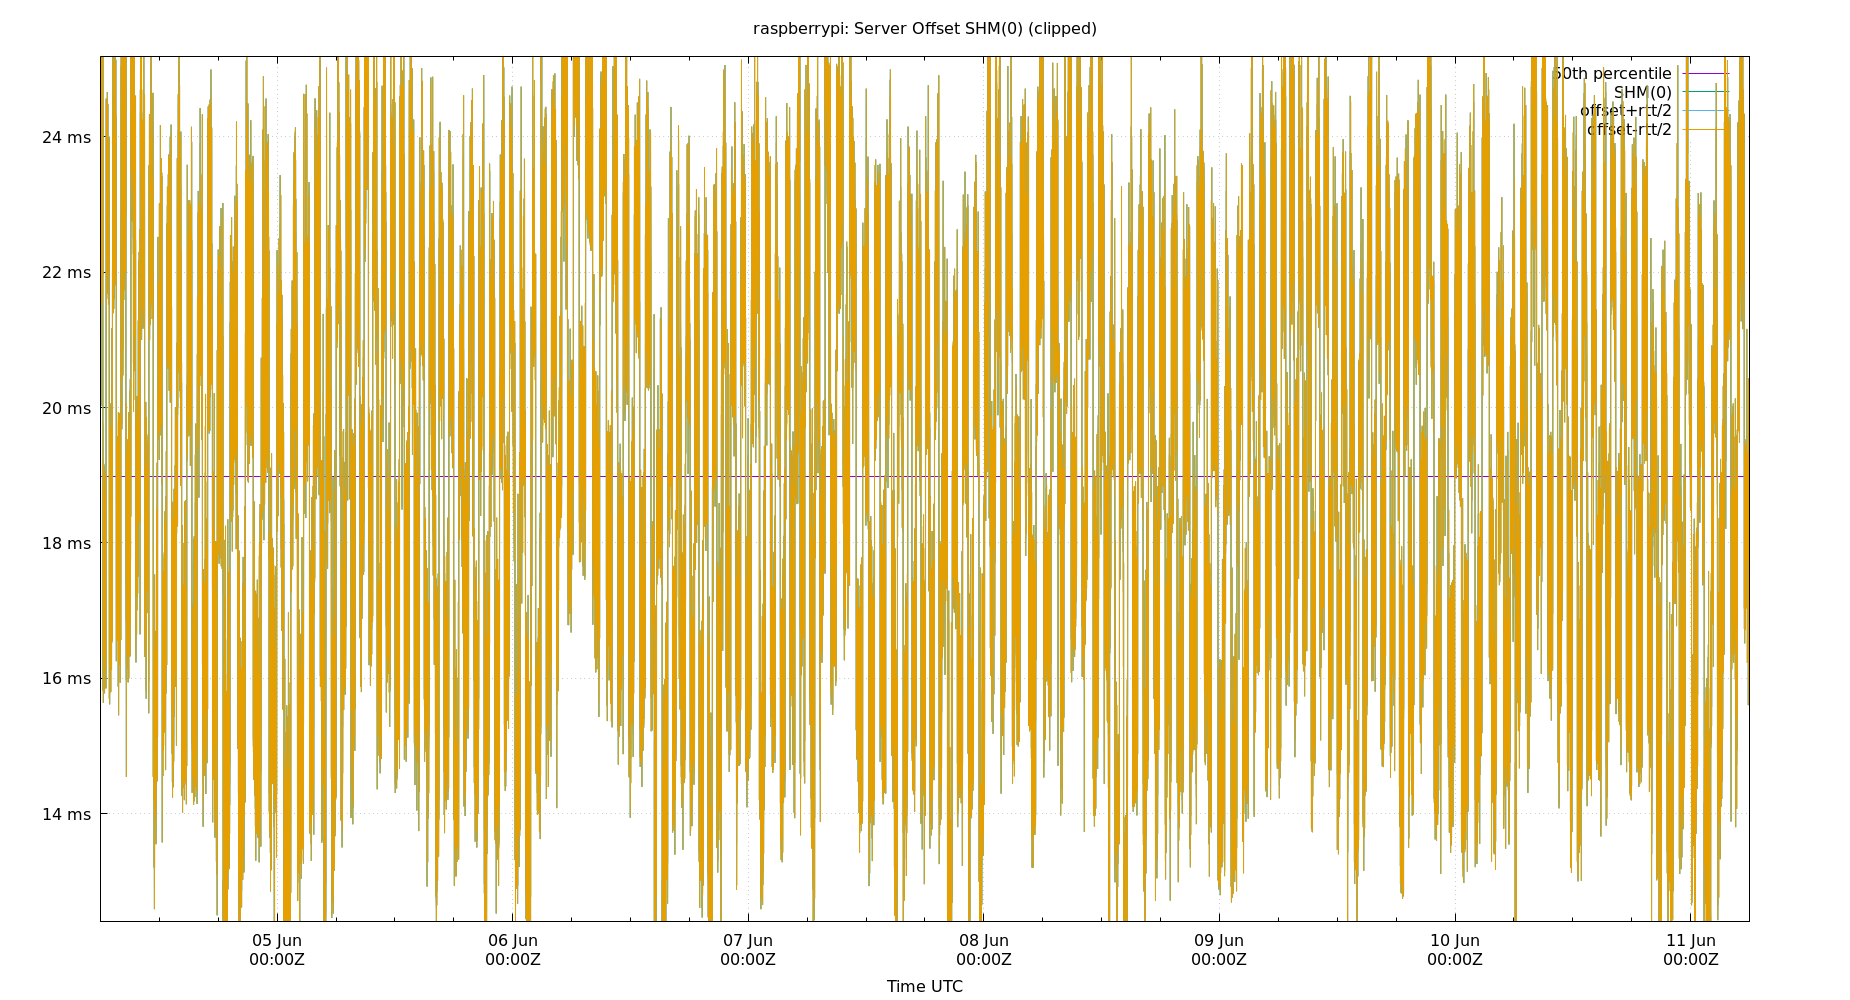 raspberrypi: Server Offset SHM(0) (clipped)
50th percentile
SHM(0)
offset+rtt/2
offset-rtt/2
24 ms
22 ms
20 ms
18 ms
16 ms
14 ms
05 Jun 06 Jun 07 Jun 08 Jun 09 Jun 10 Jun 11 Jun
00:00Z 00:00Z 00:00Z 00:00Z 00:00Z 00:00Z 00:00Z
Time UTC